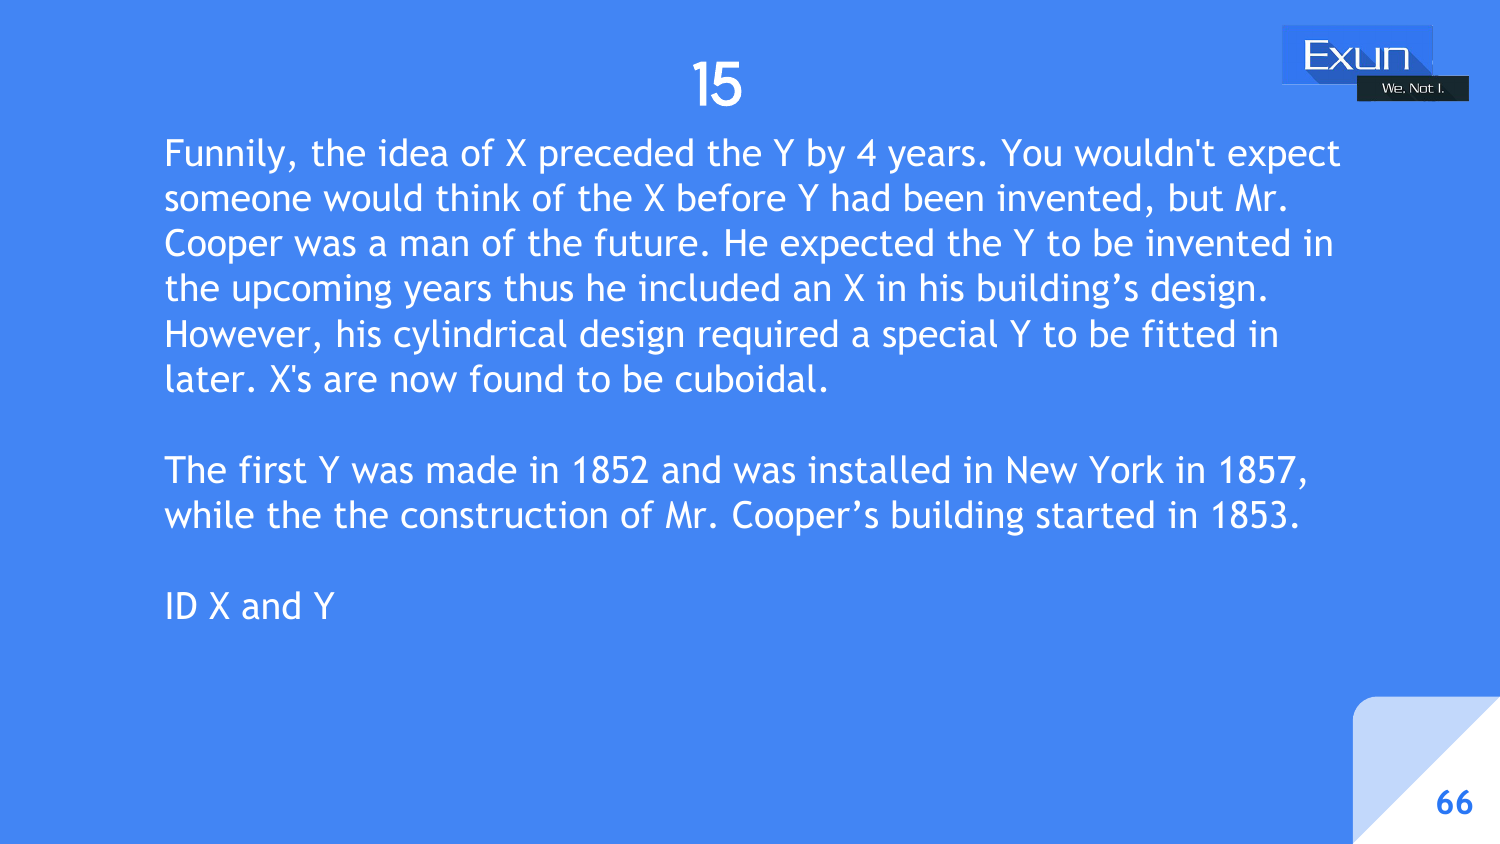 Exun
We, Not I.
15
Funnily, the idea of X preceded the Y by 4 years. You wouldn't expect
someone would think of the X before Y had been invented, but Mr.
Cooper was a man of the future. He expected the Y to be invented in
the upcoming years thus he included an X in his building’s design.
However, his cylindrical design required a special Y to be fitted in
later. X's are now found to be cuboidal.
The first Y was made in 1852 and was installed in New York in 1857,
while the the construction of Mr. Cooper’s building started in 1853.
ID X and Y
66